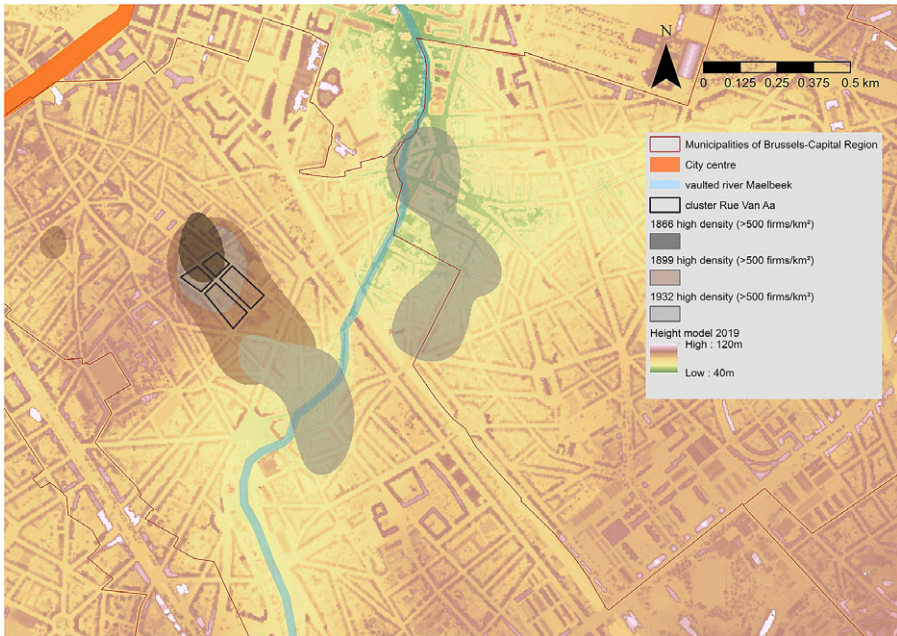 N
0 0.125 0.25 0.375 0.5 km
Municipalities of Brussels-Capital Region
City centre
vaulted river Maelbeek
cluster Rue Van Aa
1866 high density (>500 firms/km²)
1899 high density (>500 firms/km²)
1932 high density (>500 firms/km²)
Height model 2019
High : 120m
Low : 40m